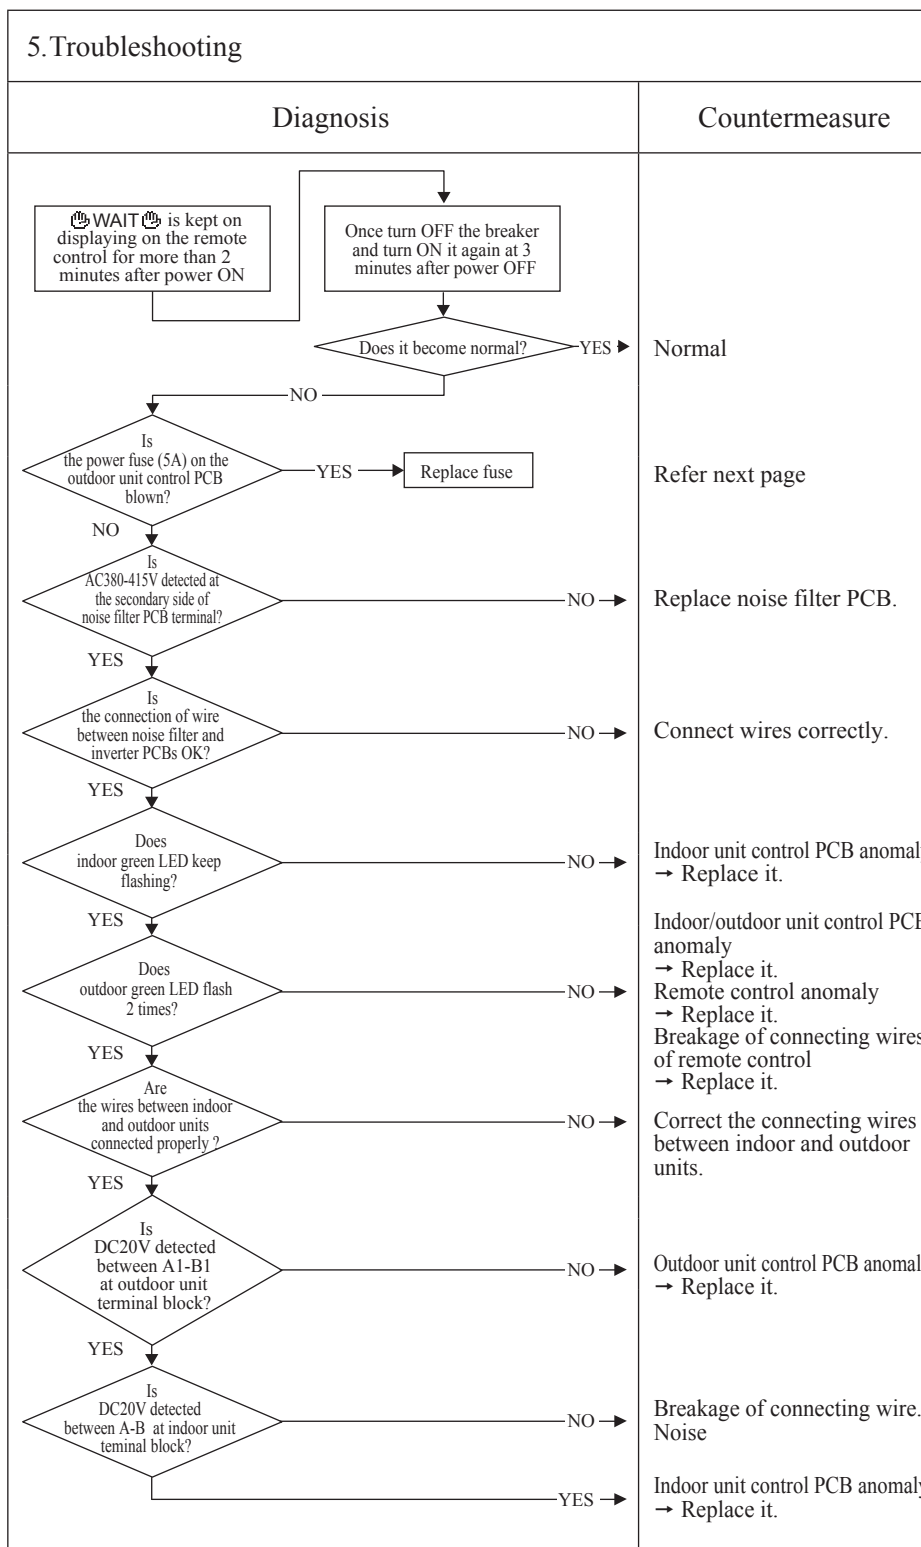 5.Troubleshooting
Diagnosis
Countermeasure
WAIT is kept on
displaying on the remote
control for more than 2
minutes after power ON
Once turn OFF the breaker
and turn ON it again at 3
minutes after power OFF
Does it become normal?
YES
Normal
NO
Is
the power fuse (5A) on the
outdoor unit control PCB
blown?
YES
Replace fuse
Refer next page
NO
Is
AC380-415V detected at
the secondary side of
noise filter PCB terminal?
NO
Replace noise filter PCB.
YES
Is
the connection of wire
between noise filter and
inverter PCBs OK?
NO
Connect wires correctly.
YES
Does
indoor green LED keep
flashing?
NO
Indoor unit control PCB anomaly
→ Replace it.
YES
Does
outdoor green LED flash
2 times?
NO
Indoor/outdoor unit control PCB
anomaly
→ Replace it.
Remote control anomaly
→ Replace it.
Breakage of connecting wires
of remote control
→ Replace it.
YES
Are
the wires between indoor
and outdoor units
connected properly ?
NO
Correct the connecting wires
between indoor and outdoor
units.
YES
Is
DC20V detected
between A1-B1
at outdoor unit
terminal block?
NO
Outdoor unit control PCB anomal
→ Replace it.
YES
Is
DC20V detected
between A-B at indoor unit
teminal block?
NO
Breakage of connecting wire.
Noise
YES
Indoor unit control PCB anomaly
→ Replace it.